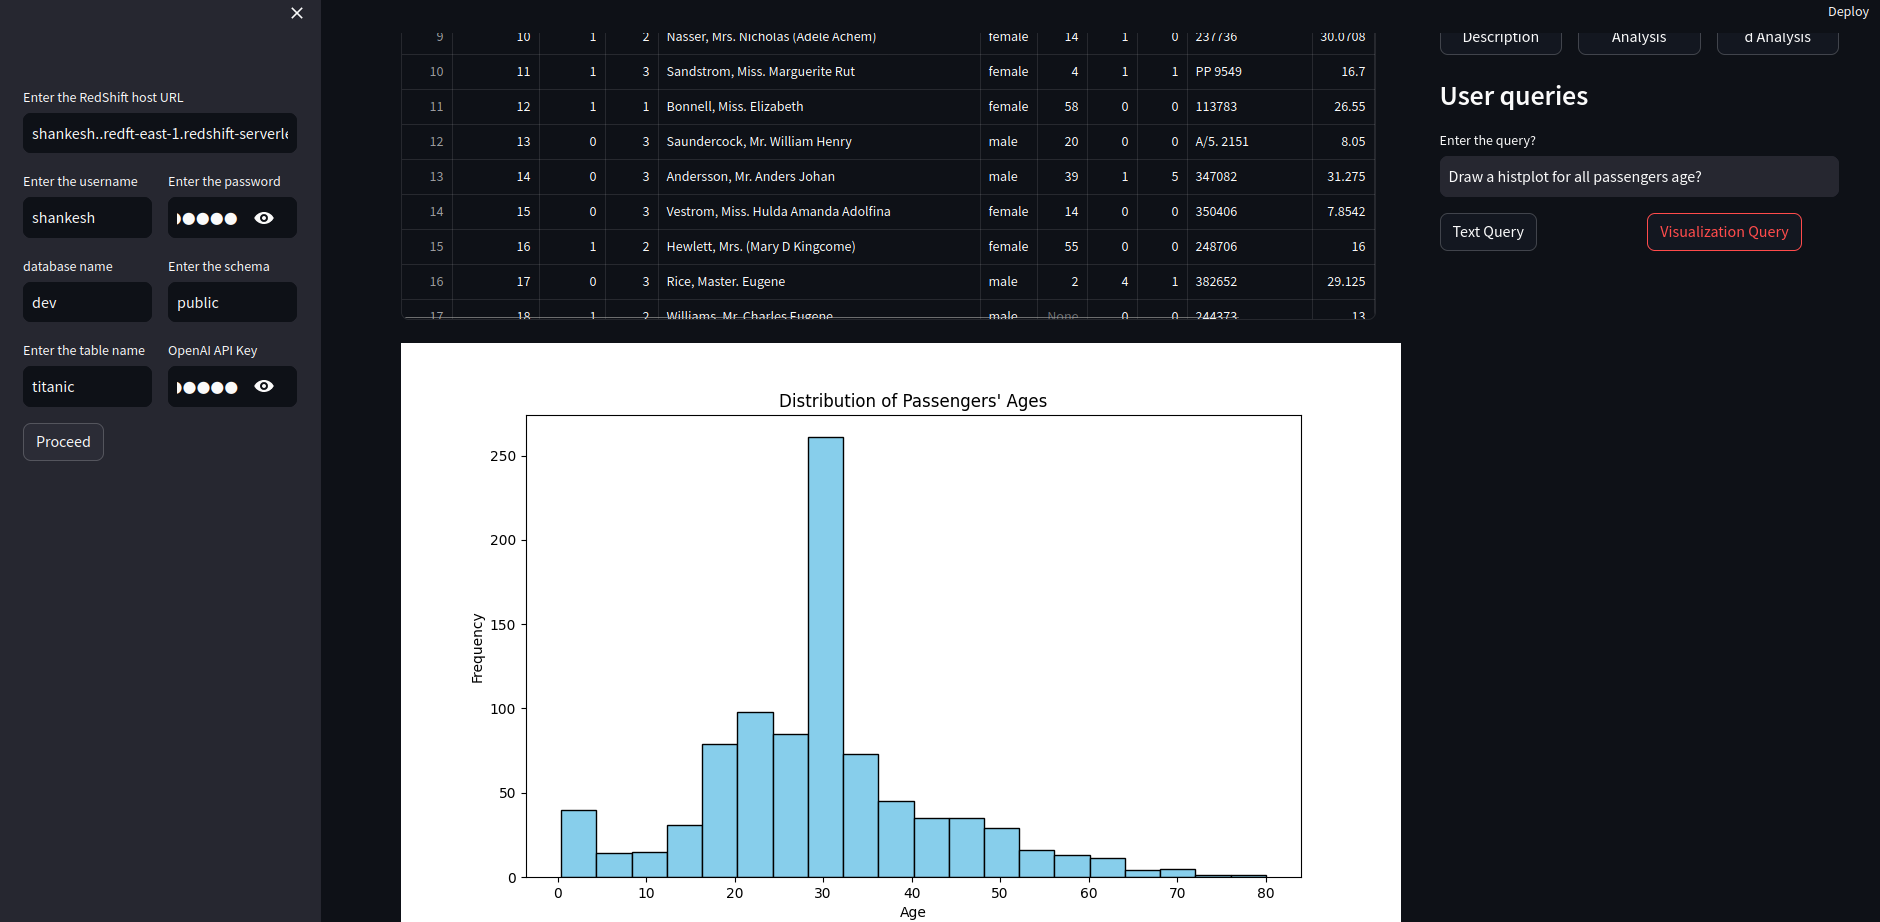 Deploy
Enter the RedShift host URL
shankesh..redft-east-1.redshift-serverle
Enter the username Enter the password
shankesh
database name Enter the schema
dev public
Enter the table name OpenAI API Key
titanic
Proceed
9 10 1 2 Nasser, Mrs. Nicholas (Adele Achem) female 14 1 0 237736 30.0708
10 11 1 3 Sandstrom, Miss. Marguerite Rut female 4 1 1 PP 9549 16.7
11 12 1 1 Bonnell, Miss. Elizabeth female 58 0 0 113783 26.55
12 13 0 3 Saundercock, Mr. William Henry male 20 0 0 A/5. 2151 8.05
13 14 0 3 Andersson, Mr. Anders Johan male 39 1 5 347082 31.275
14 15 0 3 Vestrom, Miss. Hulda Amanda Adolfina female 14 0 0 350406 7.8542
15 16 1 2 Hewlett, Mrs. (Mary D Kingcome) female 55 0 0 248706 16
16 17 0 3 Rice, Master. Eugene male 2 4 1 382652 29.125
17 18 1 2 Williams, Mr. Charles Eugene male None 0 0 244373 13
Distribution of Passengers' Ages
Frequency
250
200
150
100
50
0
0 10 20 30 40 50 60 70 80
Age
Description Analysis d Analysis
User queries
Enter the query?
Draw a histplot for all passengers age?
Text Query Visualization Query